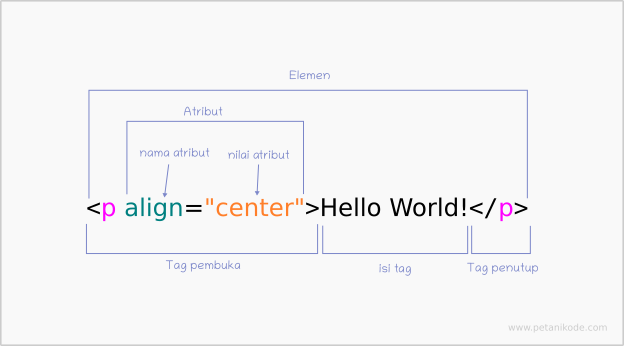 Elemen
Atribut
nama atribut nilai atribut
<p align="center">Hello World!</p>
Tag pembuka isi tag Tag penutup
www.petanikode.com